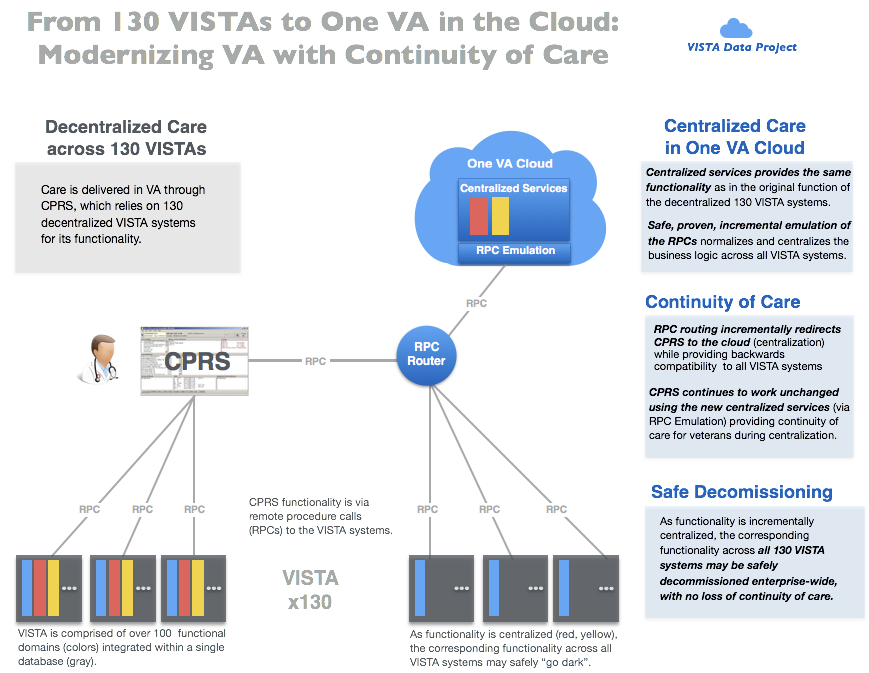 From 130 VISTAs to One VA in the Cloud:
Modernizing VA with Continuity of Care
VISTA Data Project
Decentralized Care
across 130 VISTAs
Care is delivered in VA through
CPRS, which relies on 130
decentralized VISTA systems
for its functionality.
One VA Cloud
Centralized Services
RPC Emulation
RPC
CPRS
RPC
RPC
Router
RPC
RPC
RPC
CPRS functionality is via
remote procedure calls
(RPCs) to the VISTA systems.
RPC
RPC
RPC
VISTA
x130
VISTA is comprised of over 100 functional
domains (colors) integrated within a single
database (gray).
As functionality is centralized (red, yellow),
the corresponding functionality across all
VISTA systems may safely “go dark”.
Centralized Care
in One VA Cloud
Centralized services provides the same
functionality as in the original function of
the decentralized 130 VISTA systems.
Safe, proven, incremental emulation of
the RPCs normalizes and centralizes the
business logic across all VISTA systems.
Continuity of Care
RPC routing incrementally redirects
CPRS to the cloud (centralization)
while providing backwards
compatibility to all VISTA systems
CPRS continues to work unchanged
using the new centralized services (via
RPC Emulation) providing continuity of
care for veterans during centralization.
Safe Decomissioning
As functionality is incrementally
centralized, the corresponding
functionality across all 130 VISTA
systems may be safely
decommissioned enterprise-wide,
with no loss of continuity of care.